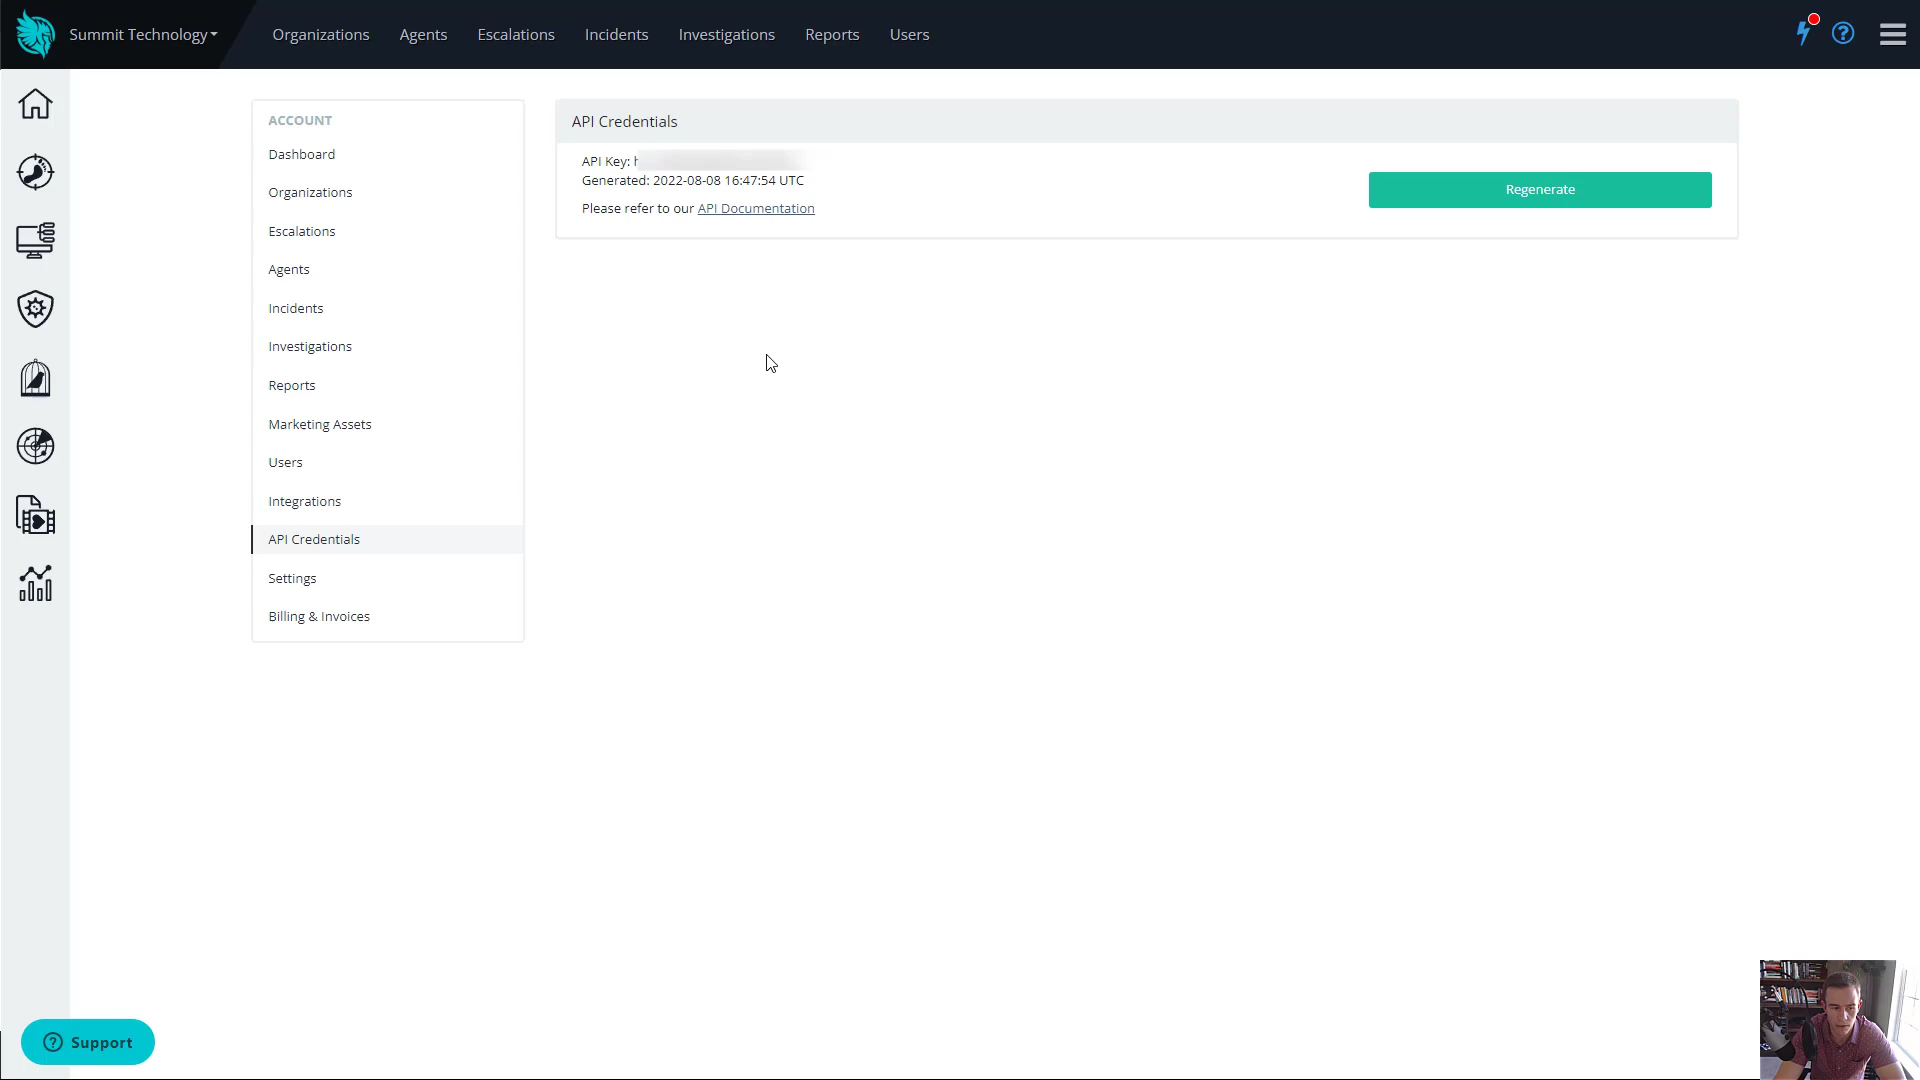 Summit Technology
Organizations
Agents
Escalations
Incidents
Investigations
Reports
Users
ACCOUNT
Dashboard
Organizations
Escalations
Agents
Incidents
Investigations
Reports
Marketing Assets
Users
Integrations
API Credentials
Settings
Billing & Invoices
API Credentials
API Key: h
Generated: 2022-08-08 16:47:54 UTC
Please refer to our API Documentation
Regenerate
Support